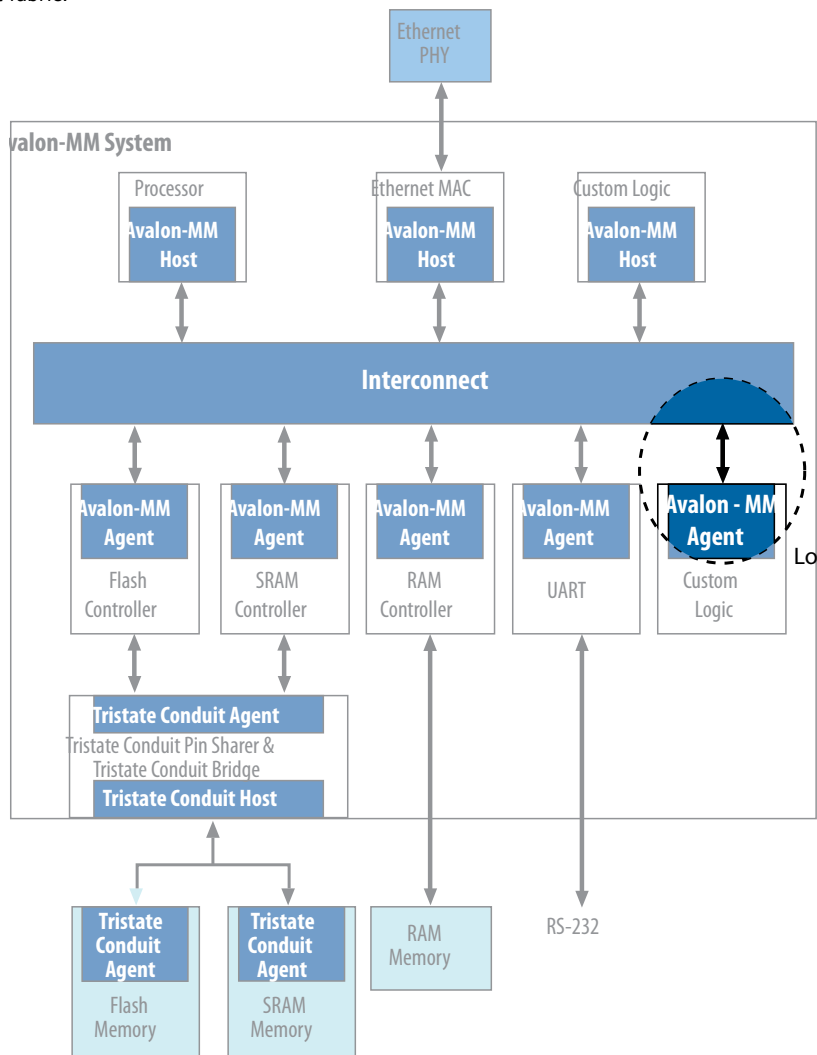 fabric.
Ethernet
PHY
valon-MM System
Processor
Ethernet MAC
Custom Logic
Avalon-MM
Host
Avalon-MM
Host
Avalon-MM
Host
Interconnect
Avalon-MM
Agent
Avalon-MM
Agent
Avalon-MM
Agent
Avalon-MM
Agent
Avalon - MM
Agent
Lo
Flash
Controller
SRAM
Controller
RAM
Controller
UART
Custom
Logic
Tristate Conduit Agent
Tristate Conduit Pin Sharer &
Tristate Conduit Bridge
Tristate Conduit Host
Tristate
Conduit
Agent
Flash
Memory
Tristate
Conduit
Agent
SRAM
Memory
RAM
Memory
RS-232